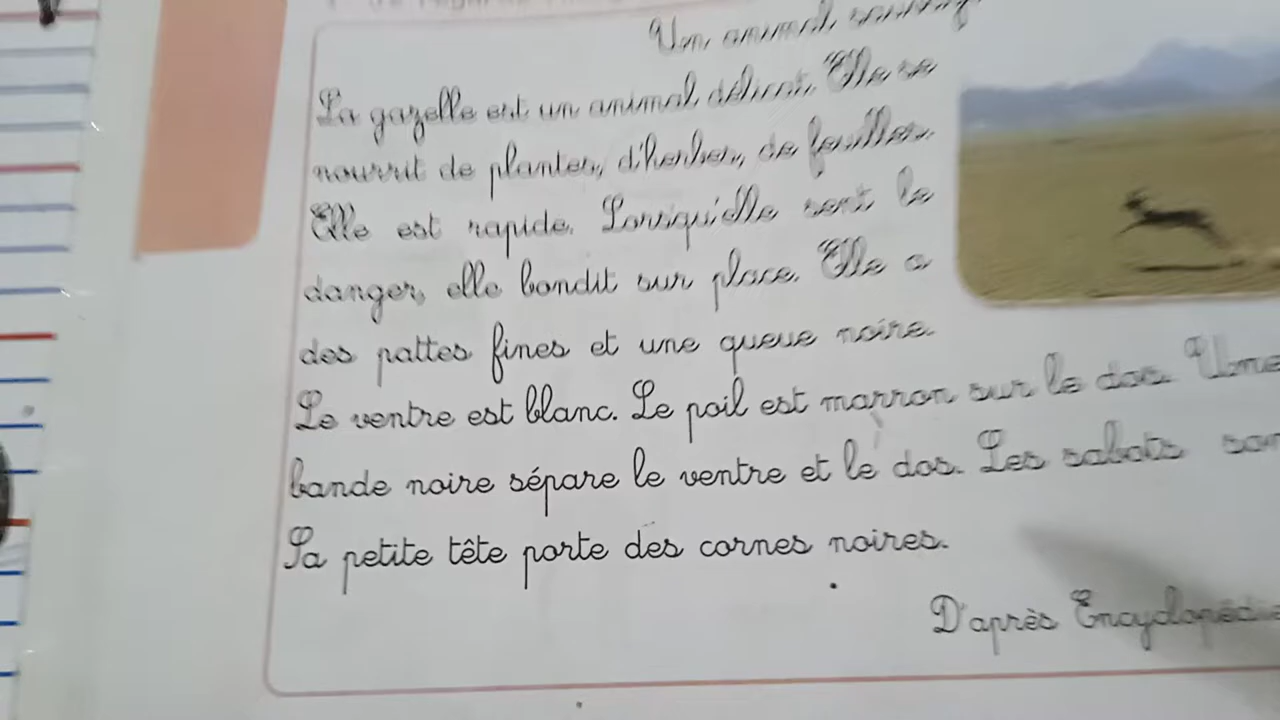 Un animal
La gazelle est un animal délicat. Elle se
nourrit de plantes, d'herbes, de feuilles.
Elle est rapide. Lorsqu'elle sent le
danger, elle bondit sur place. Elle a
des pattes fines et une queue noire.
Le ventre est blanc. Le poil est marron sur le dos. Une
bande noire sépare le ventre et le dos. Les sabots
Sa petite tête porte des cornes noires.
D'après Encyclopédie